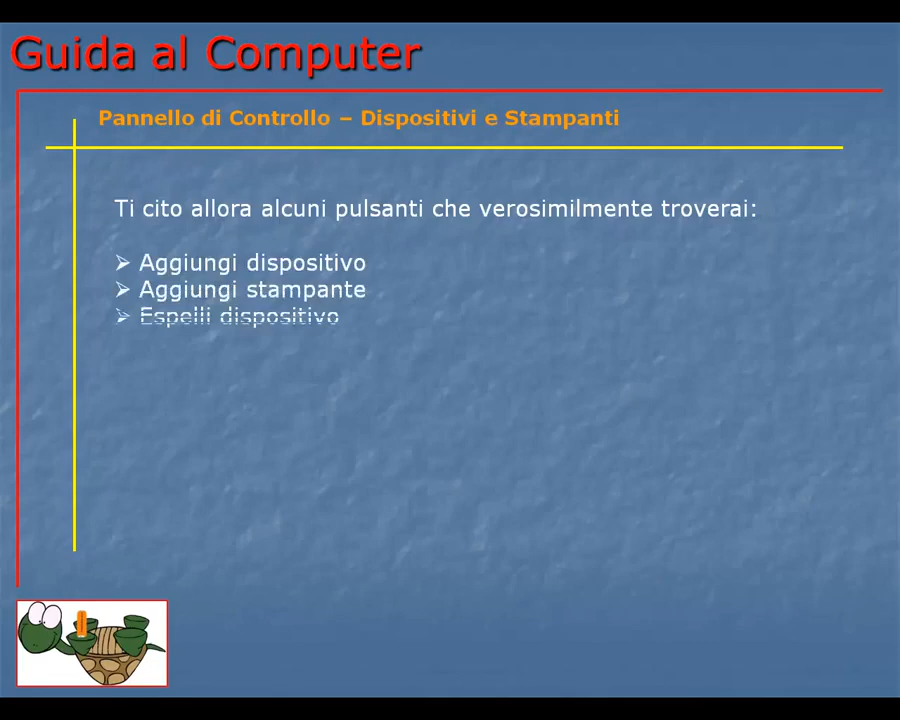 Guida al Computer
Pannello di Controllo – Dispositivi e Stampanti
Ti cito allora alcuni pulsanti che verosimilmente troverai:
➢ Aggiungi dispositivo
➢ Aggiungi stampante
➢ Espelli dispositivo